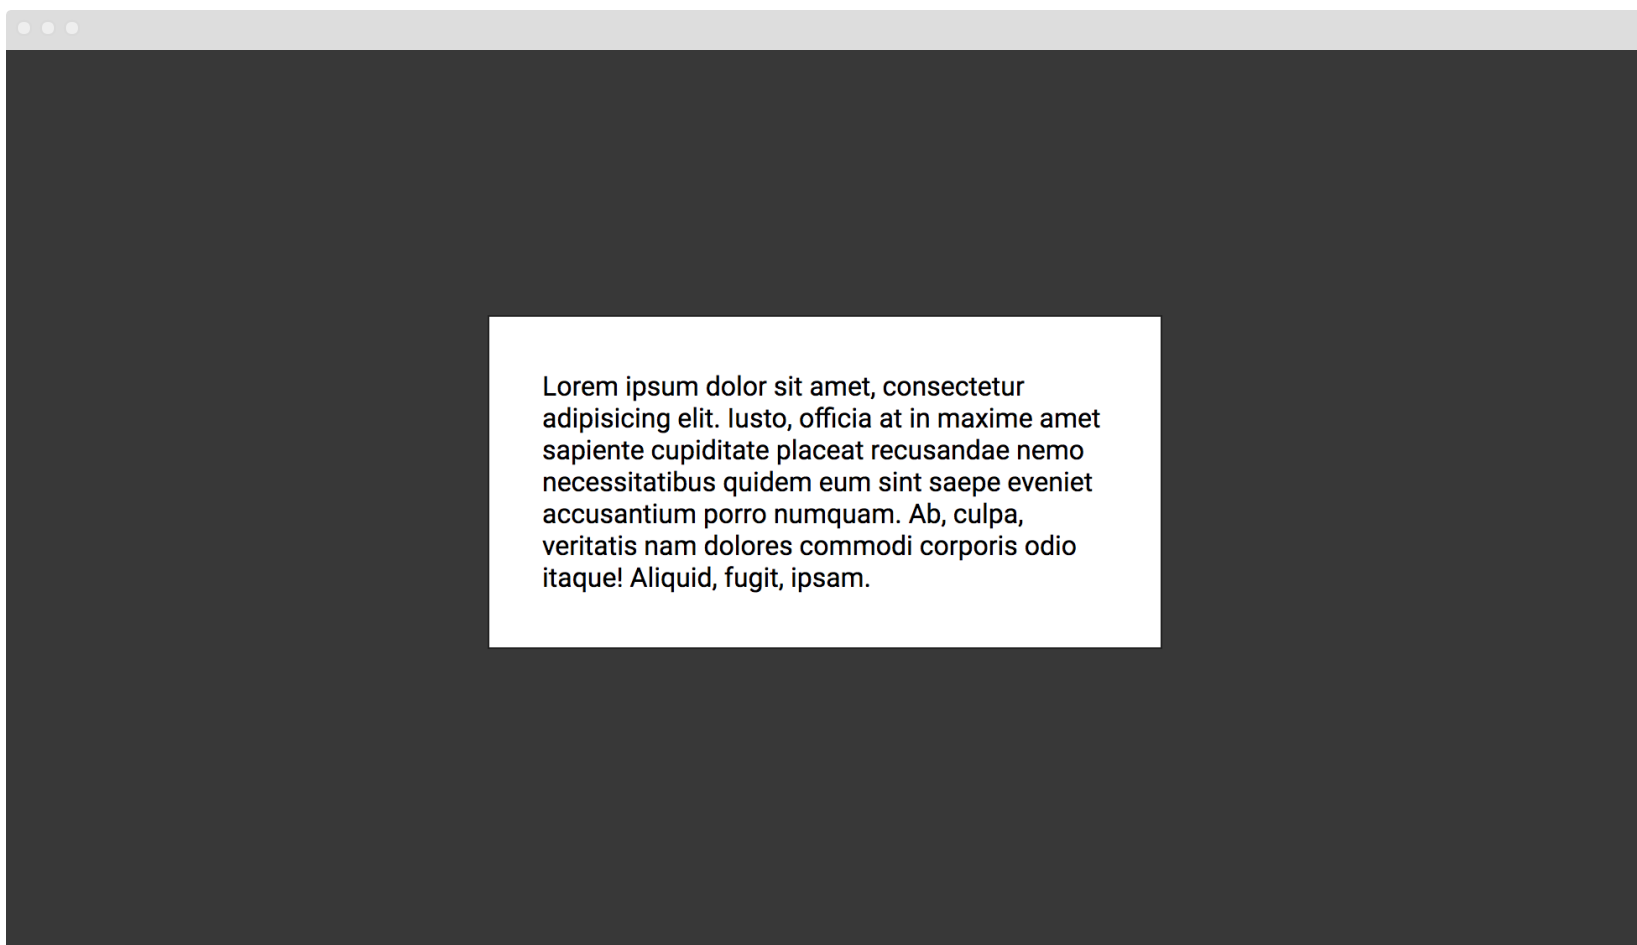 Lorem ipsum dolor sit amet, consectetur
adipisicing elit. Iusto, officia at in maxime amet
sapiente cupiditate placeat recusandae nemo
necessitatibus quidem eum sint saepe eveniet
accusantium porro numquam. Ab, culpa,
veritatis nam dolores commodi corporis odio
itaque! Aliquid, fugit, ipsam.